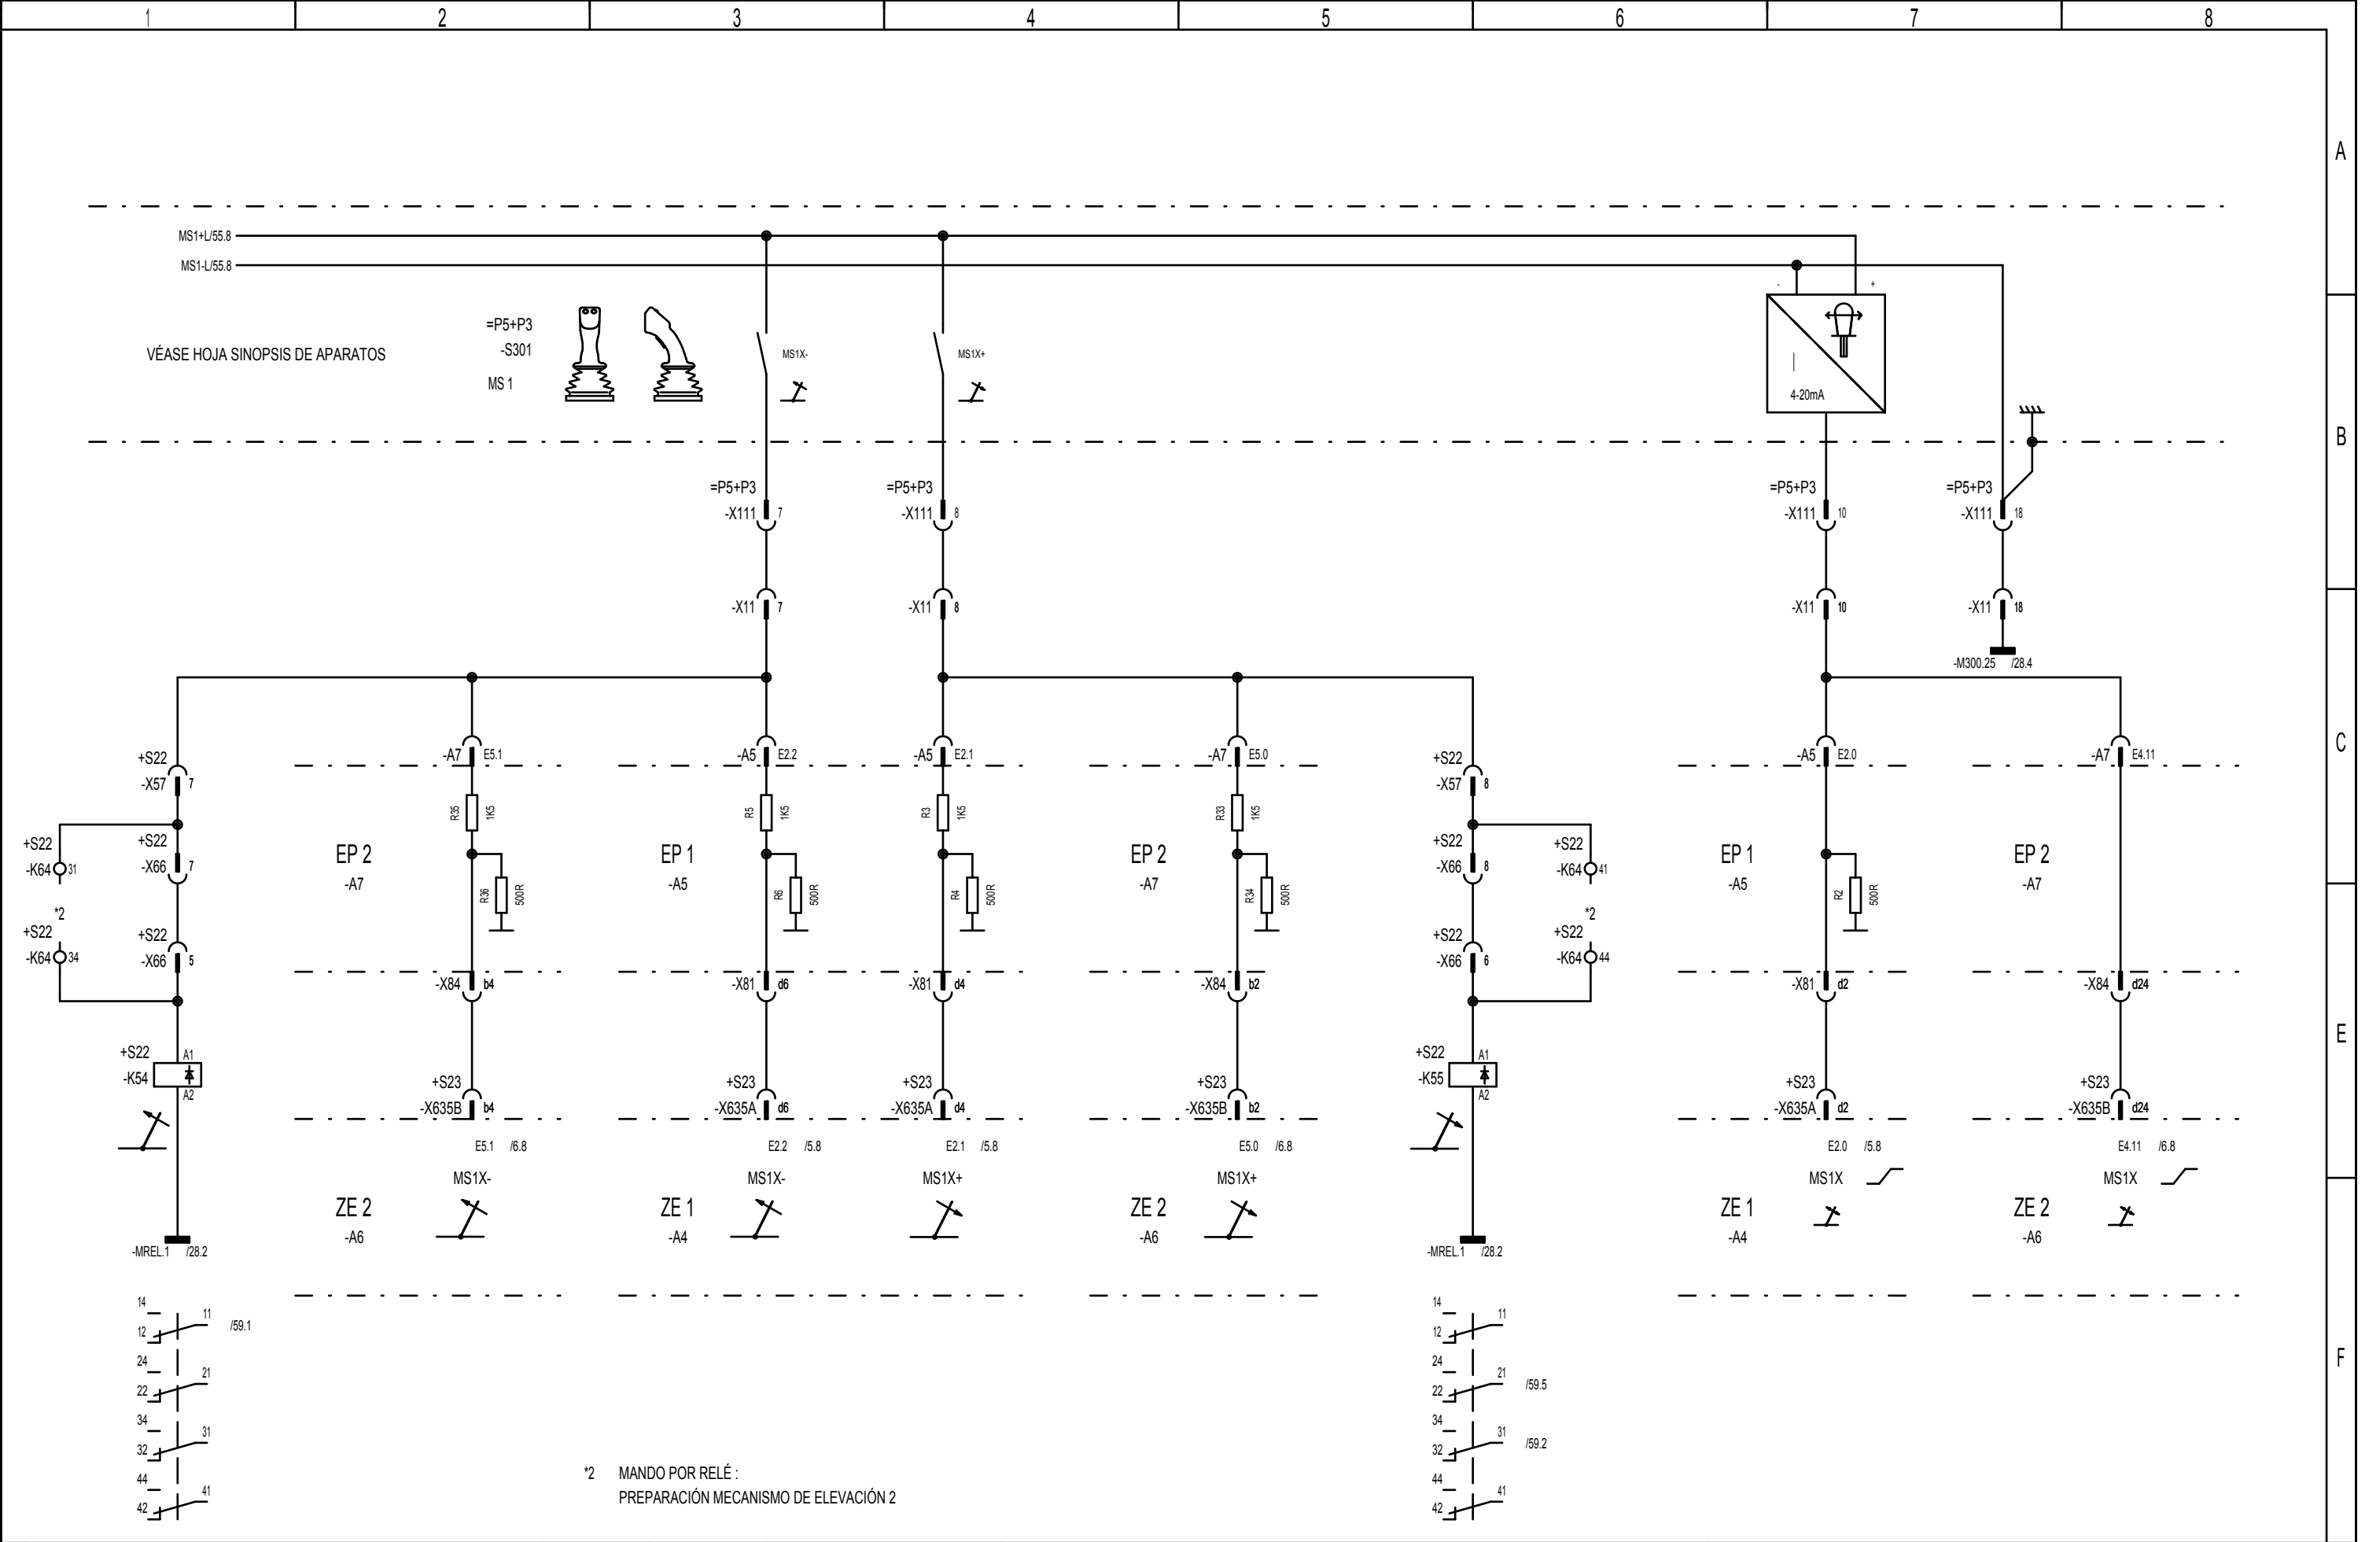 1 2 3 4 5 6 7 8
A
MS1+L/55.8
MS1-L/55.8
- +
=P5+P3
-S301
MS 1
VÉASE HOJA SINOPSIS DE APARATOS
MS1X- MS1X+
4-20mA
B
=P5+P3 =P5+P3 =P5+P3 =P5+P3
-X111 7 -X111 8 -X111 10 -X111 18
-X11 7 -X11 8 -X11 10 -X11 18
-M300.25 /28.4
C
-A7 E5.1 -A5 E2.2 -A5 E2.1 -A7 E5.0 -A5 E2.0 -A7 E4.11
+S22 +S22
-X57 7 -X57 8
R35 1K5 R5 1K5 R3 1K5 R33 1K5
+S22 +S22 +S22 +S22
-K64 31 -X66 7 -X66 8 -K64 41
EP 2 EP 1 EP 2 EP 1 EP 2
-A7 -A5 -A7 -A5 -A7
R36 500R R6 500R R4 500R R34 500R R2 500R
*2 *2
+S22 +S22 +S22 +S22
-K64 34 -X66 5 -X66 6 -K64 44
-X84 b4 -X81 d6 -X81 d4 -X84 b2 -X81 d2 -X84 d24
E
+S22 A1 +S22 A1
-K54 -K55
A2 A2
+S23 +S23 +S23 +S23 +S23 +S23
-X635B b4 -X635A d6 -X635A d4 -X635B b2 -X635A d2 -X635B d24
E5.1 /6.8 E2.2 /5.8 E2.1 /5.8 E5.0 /6.8 E2.0 /5.8 E4.11 /6.8
MS1X- MS1X- MS1X+ MS1X+ MS1X MS1X
ZE 2 ZE 1 ZE 2 ZE 1 ZE 2
-A6 -A4 -A6 -A4 -A6
-MREL.1 /28.2 -MREL.1 /28.2
14 14
11 /59.1 11
12 12
F
24 24
21 21 /59.5
22 22
34 34
31 31 /59.2
32 32
44 44
41 41
42 42
*2 MANDO POR RELÉ :
PREPARACIÓN MECANISMO DE ELEVACIÓN 2